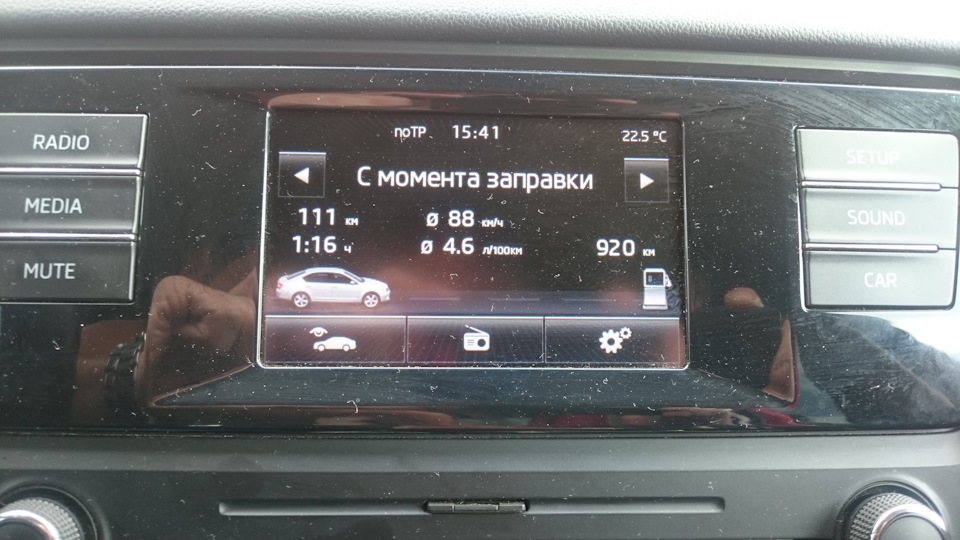 поТР 15:41 22.5 °C
RADIO
MEDIA
MUTE
С момента заправки
111 км ø 88 км/ч
1:16 ч ø 4.6 л/100км 920 км
SETUP
SOUND
CAR